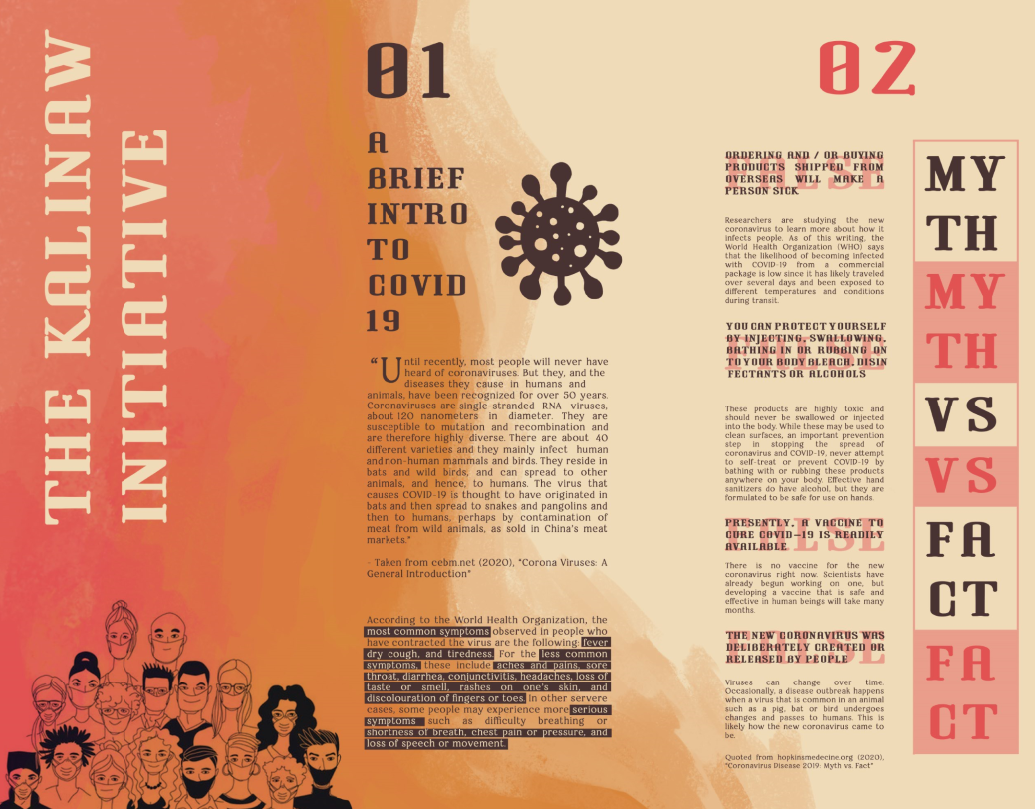 THE KALINAW
INITIATIVE
01
A
BRIEF
INTRO
TO
COVID
19
“Until recently, most people will never have
heard of coronaviruses. But they, and the
diseases they cause in humans and
animals, have been recognized for over 50 years.
Coronaviruses are single stranded RNA viruses,
about 120 nanometers in diameter. They are
susceptible to mutation and recombination and
are therefore highly diverse. There are about 40
different varieties and they mainly infect human
and non-human mammals and birds. They reside in
bats and wild birds, and can spread to other
animals, and hence, to humans. The virus that
causes COVID-19 is thought to have originated in
bats and then spread to snakes and pangolins and
then to humans, perhaps by contamination of
meat from wild animals, as sold in China's meat
markets."
- Taken from cebm.net (2020), "Corona Viruses: A
General Introduction"
According to the World Health Organization, the
most common symptoms observed in people who
have contracted the virus are the following: fever
dry cough, and tiredness. For the less common
symptoms, these include aches and pains, sore
throat, diarrhea, conjunctivitis, headaches, loss of
taste or smell, rashes on one's skin, and
discolouration of fingers or toes. In other servere
cases, some people may experience more serious
symptoms such as difficulty breathing or
shortness of breath, chest pain or pressure, and
loss of speech or movement.
02
ORDERING AND / OR BUYING
PRODUCTS SHIPPED FROM
OVERSEAS WILL MAKE A
PERSON SICK
FALSE
Researchers are studying the new
coronavirus to learn more about how it
infects people. As of this writing, the
World Health Organization (WHO) says
that the likelihood of becoming infected
with COVID-19 from a commercial
package is low since it has likely traveled
over several days and been exposed to
different temperatures and conditions
during transit.
YOU CAN PROTECT YOURSELF
BY INJECTING, SWALLOWING,
BATHING IN OR RUBBING ON
TO YOUR BODY BLEACH, DISIN
FECTANTS OR ALCOHOLS
FALSE
These products are highly toxic and
should never be swallowed or injected
into the body. While these may be used to
clean surfaces, an important prevention
step in stopping the spread of
coronavirus and COVID-19, never attempt
to self-treat or prevent COVID-19 by
bathing with or rubbing these products
anywhere on your body. Effective hand
sanitizers do have alcohol, but they are
formulated to be safe for use on hands.
PRESENTLY, A VACCINE TO
CURE COVID-19 IS READILY
AVAILABLE
FALSE
There is no vaccine for the new
coronavirus right now. Scientists have
already begun working on one, but
developing a vaccine that is safe and
effective in human beings will take many
months.
THE NEW CORONAVIRUS WAS
DELIBERATELY CREATED OR
RELEASED BY PEOPLE
FALSE
Viruses can change over time.
Occasionally, a disease outbreak happens
when a virus that is common in an animal
such as a pig, bat or bird undergoes
changes and passes to humans. This is
likely how the new coronavirus came to
be.
Quoted from hopkinsmedecine.org (2020),
"Coronavirus Disease 2019: Myth vs. Fact"
MY
TH
MY
TH
VS
VS
FA
CT
FA
CT